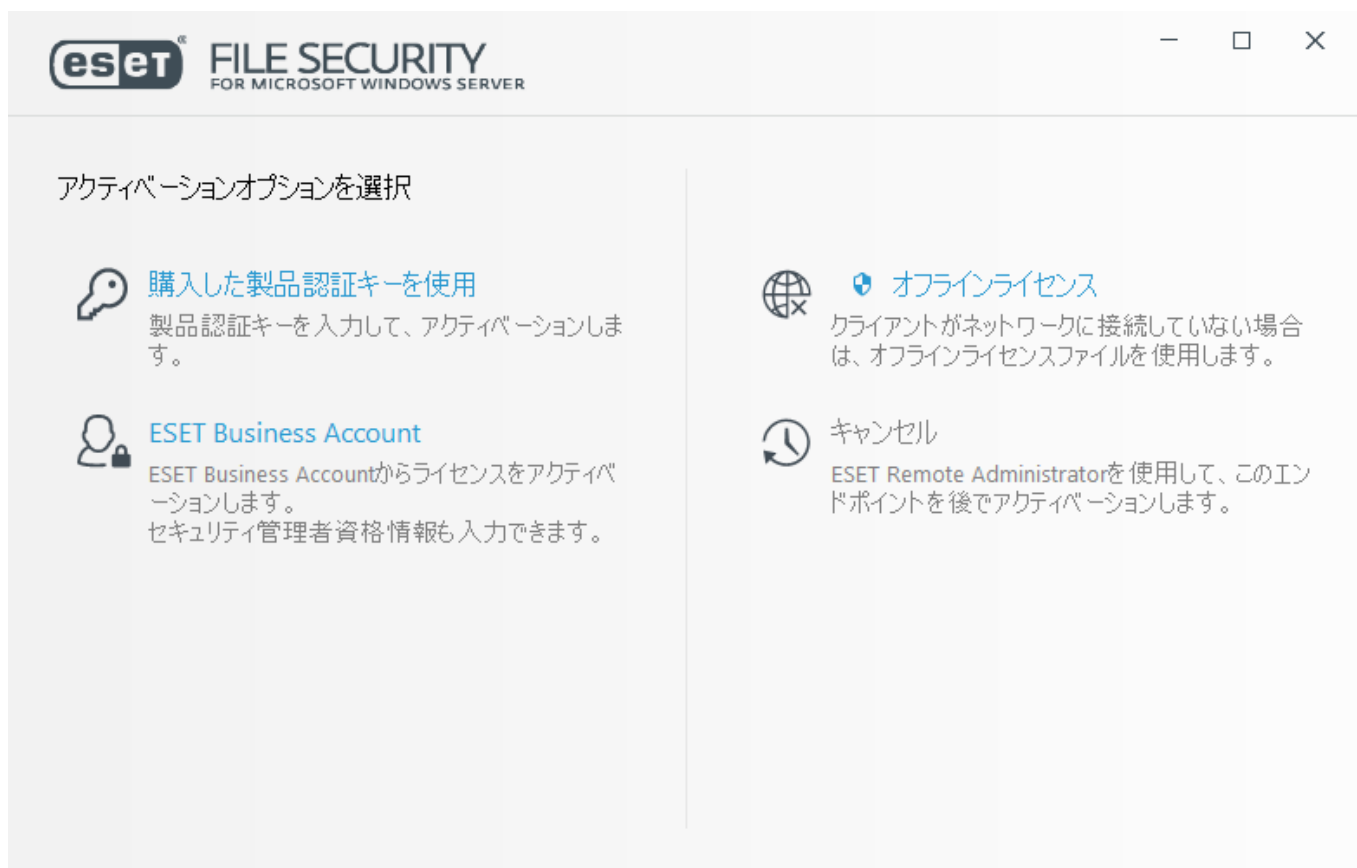 eset FILE SECURITY
FOR MICROSOFT WINDOWS SERVER
アクティベーションオプションを選択
購入した製品認証キーを使用
製品認証キーを入力して、アクティベーションしま
す。
ESET Business Account
ESET Business Accountからライセンスをアクティベ
ーションします。
セキュリティ管理者資格情報も入力できます。
オフラインライセンス
クライアントがネットワークに接続していない場合
は、オフラインライセンスファイルを使用します。
キャンセル
ESET Remote Administratorを使用して、このエン
ドポイントを後でアクティベーションします。